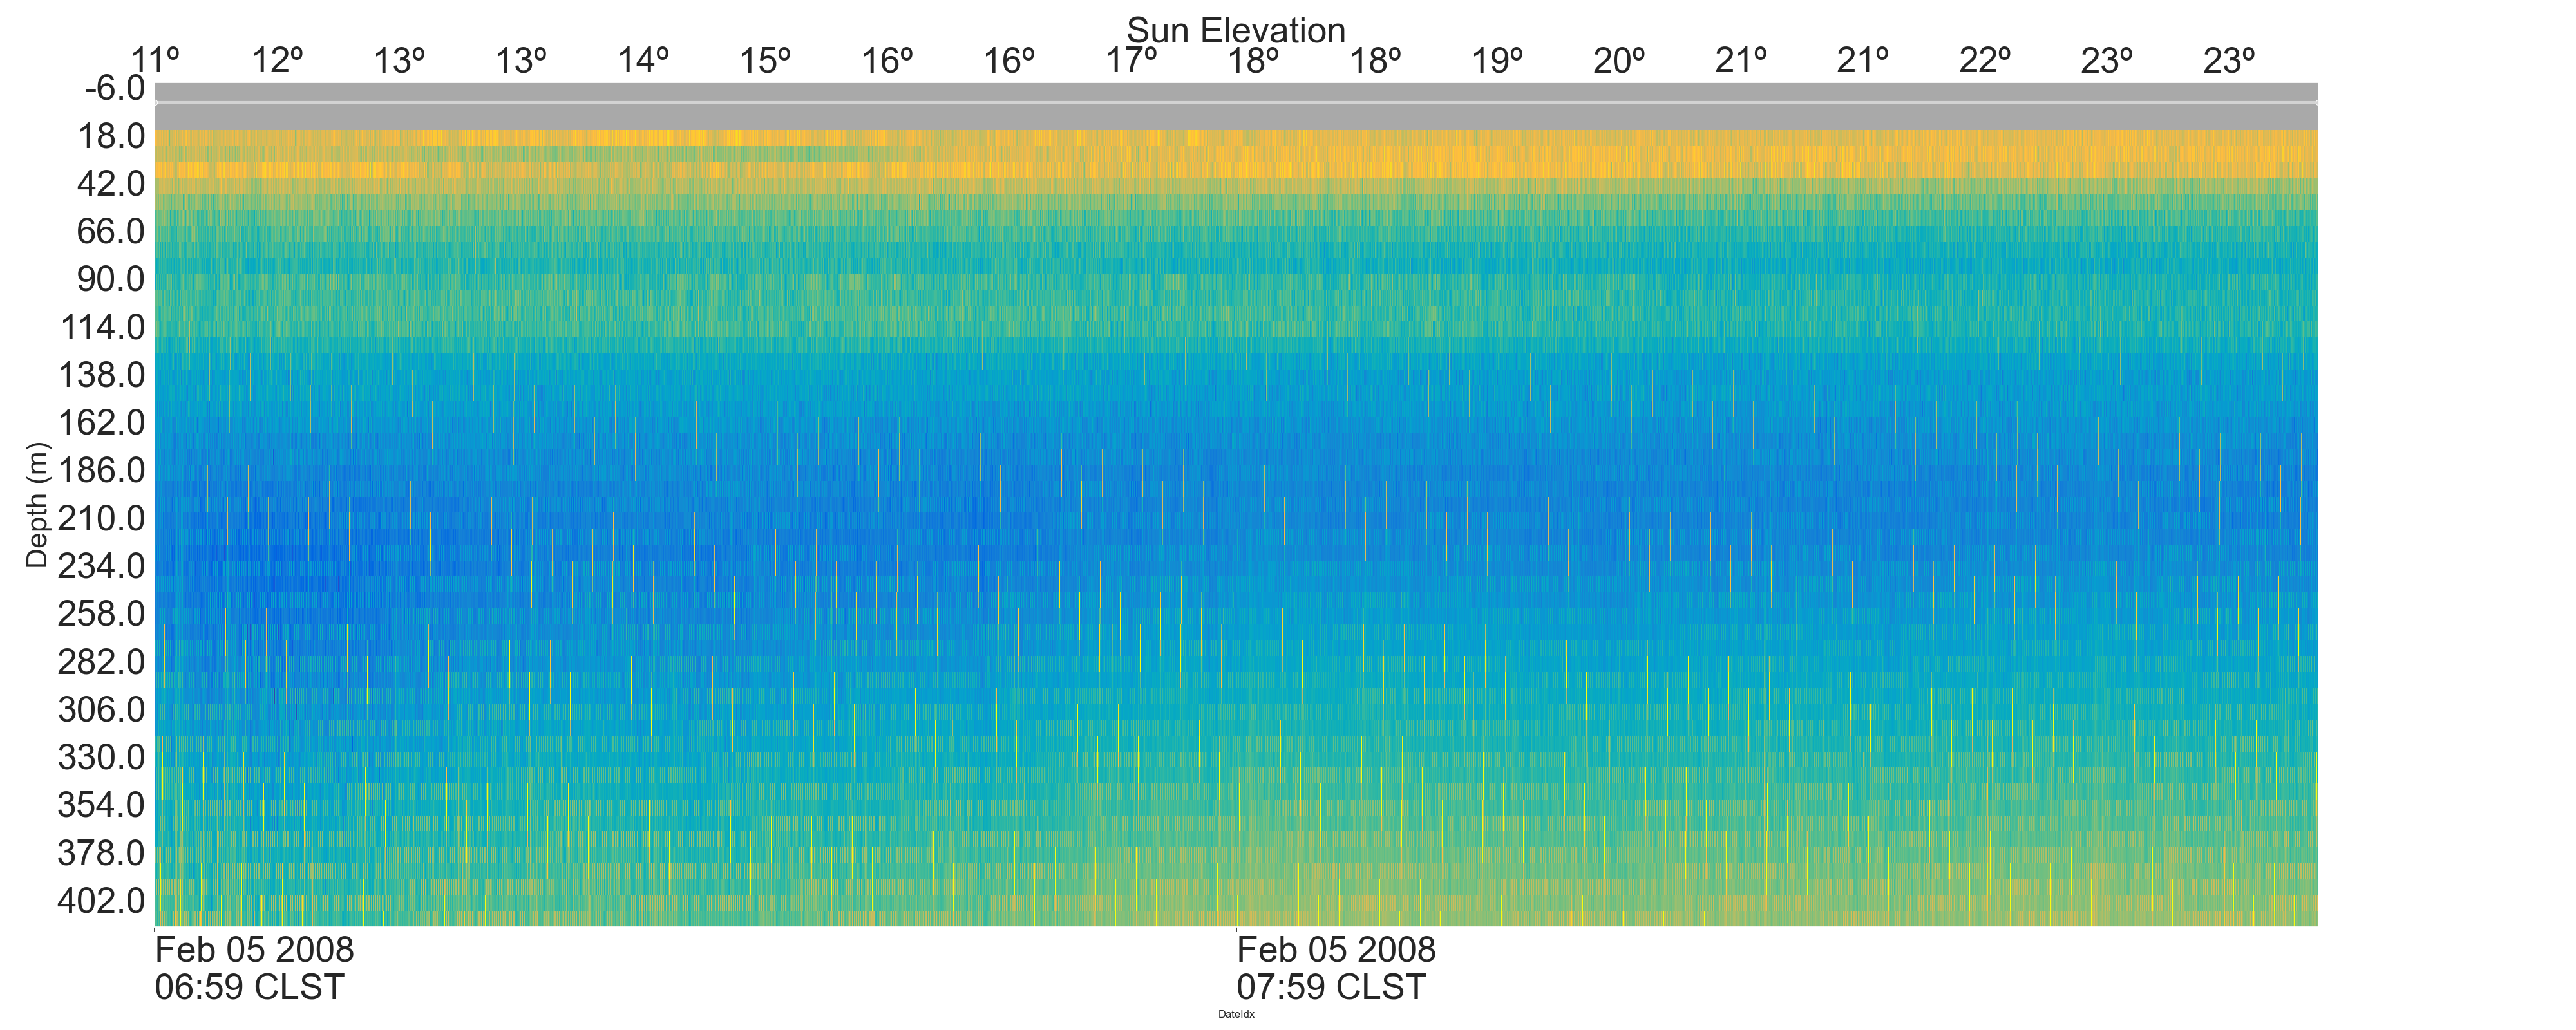 Sun Elevation
11º 12º 13º 13º 14º 15º 16º 16º 17º 18º 18º 19º 20º 21º 21º 22º 23º 23º
-6.0
18.0
42.0
66.0
90.0
114.0
138.0
162.0
186.0
210.0
234.0
258.0
282.0
306.0
330.0
354.0
378.0
402.0
Depth (m)
Feb 05 2008
06:59 CLST
Feb 05 2008
07:59 CLST
DateIdx